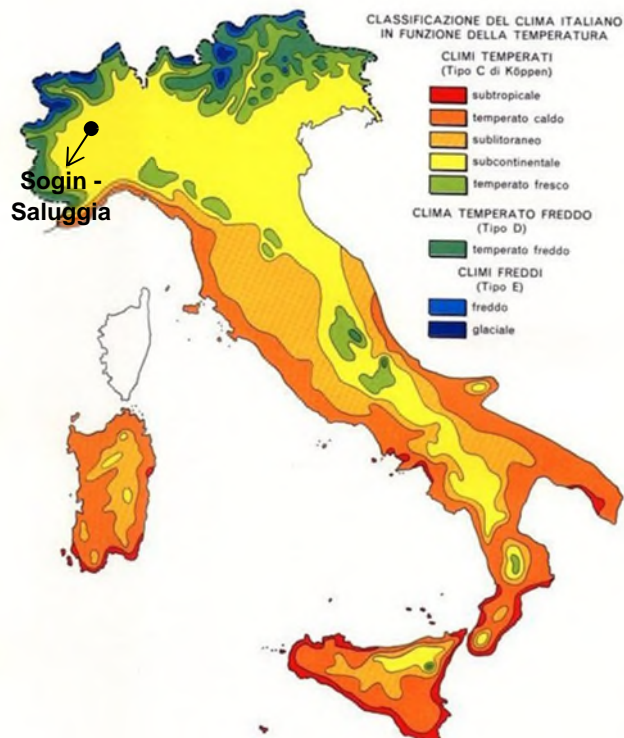 CLASSIFICAZIONE DEL CLIMA ITALIANO
IN FUNZIONE DELLA TEMPERATURA
CLIMI TEMPERATI
(Tipo C di Köppen)
subtropicale
temperato caldo
sublitoraneo
subcontinentale
temperato fresco
CLIMA TEMPERATO FREDDO
(Tipo D)
temperato freddo
CLIMI FREDDI
(Tipo E)
freddo
glaciale
Sogin -
Saluggia